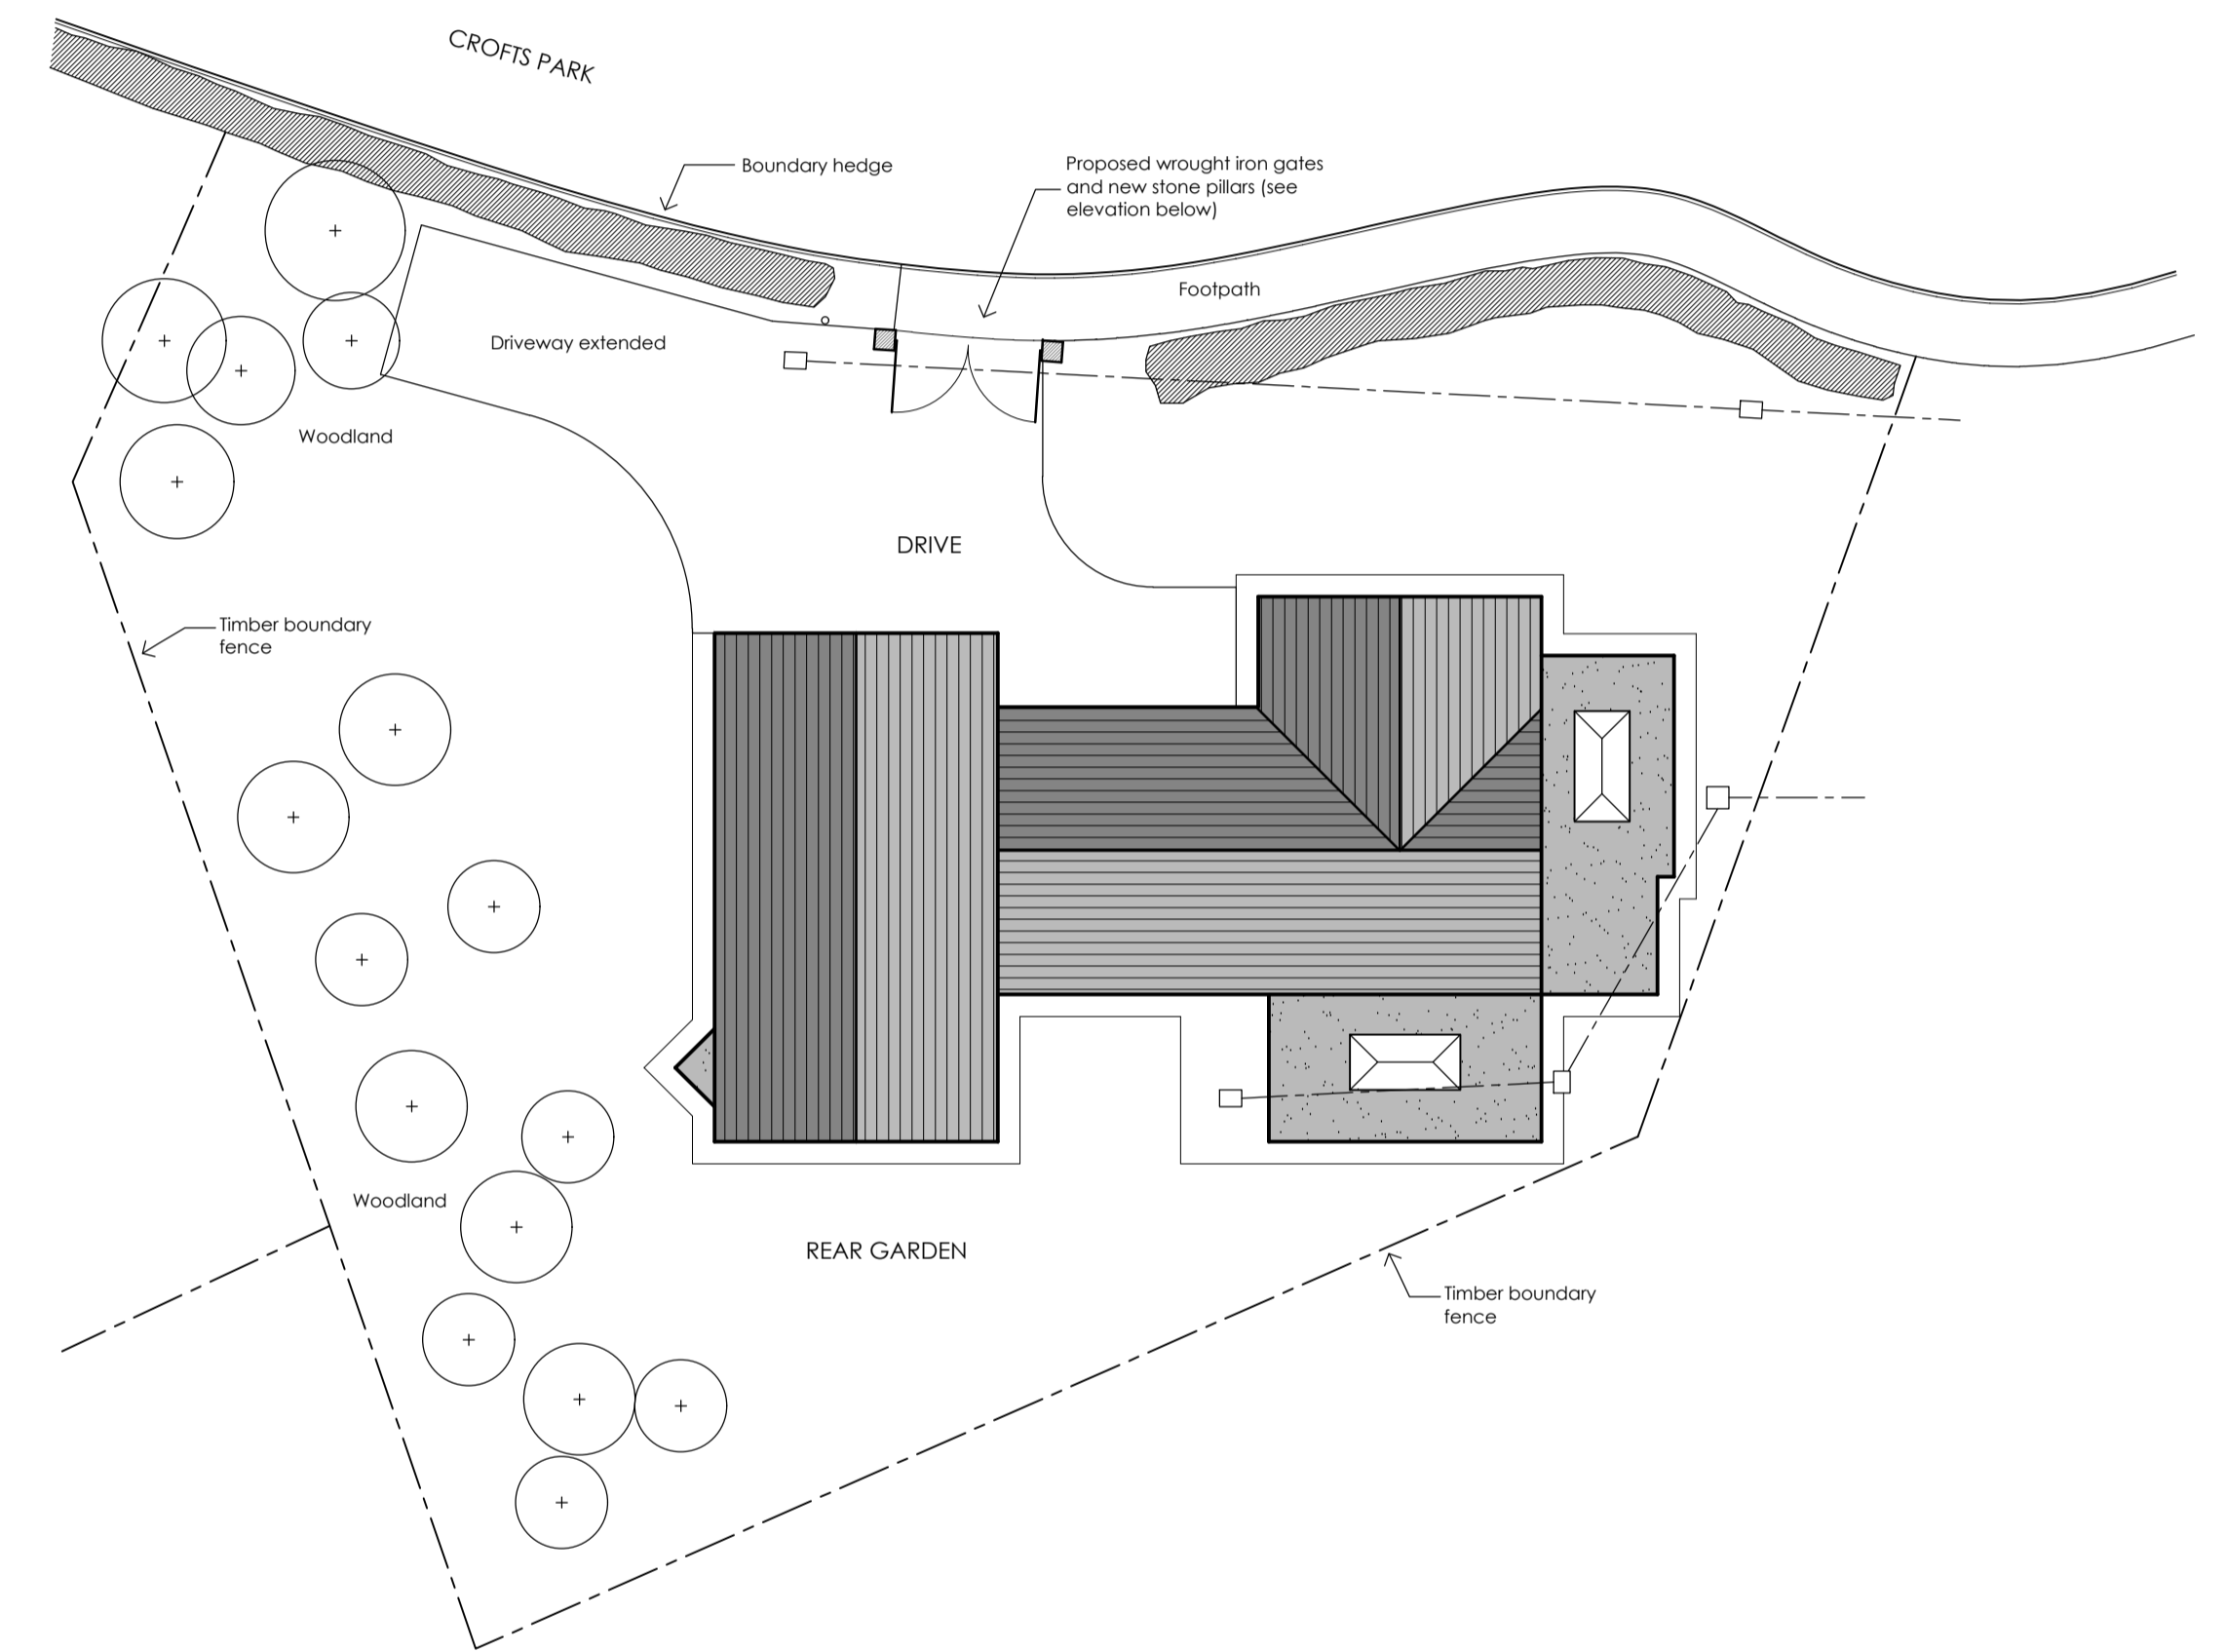 CROFTS PARK
Boundary hedge
Proposed wrought iron gates
and new stone pillars (see
elevation below)
Footpath
Driveway extended
Woodland
DRIVE
Timber boundary
fence
Woodland
REAR GARDEN
Timber boundary
fence